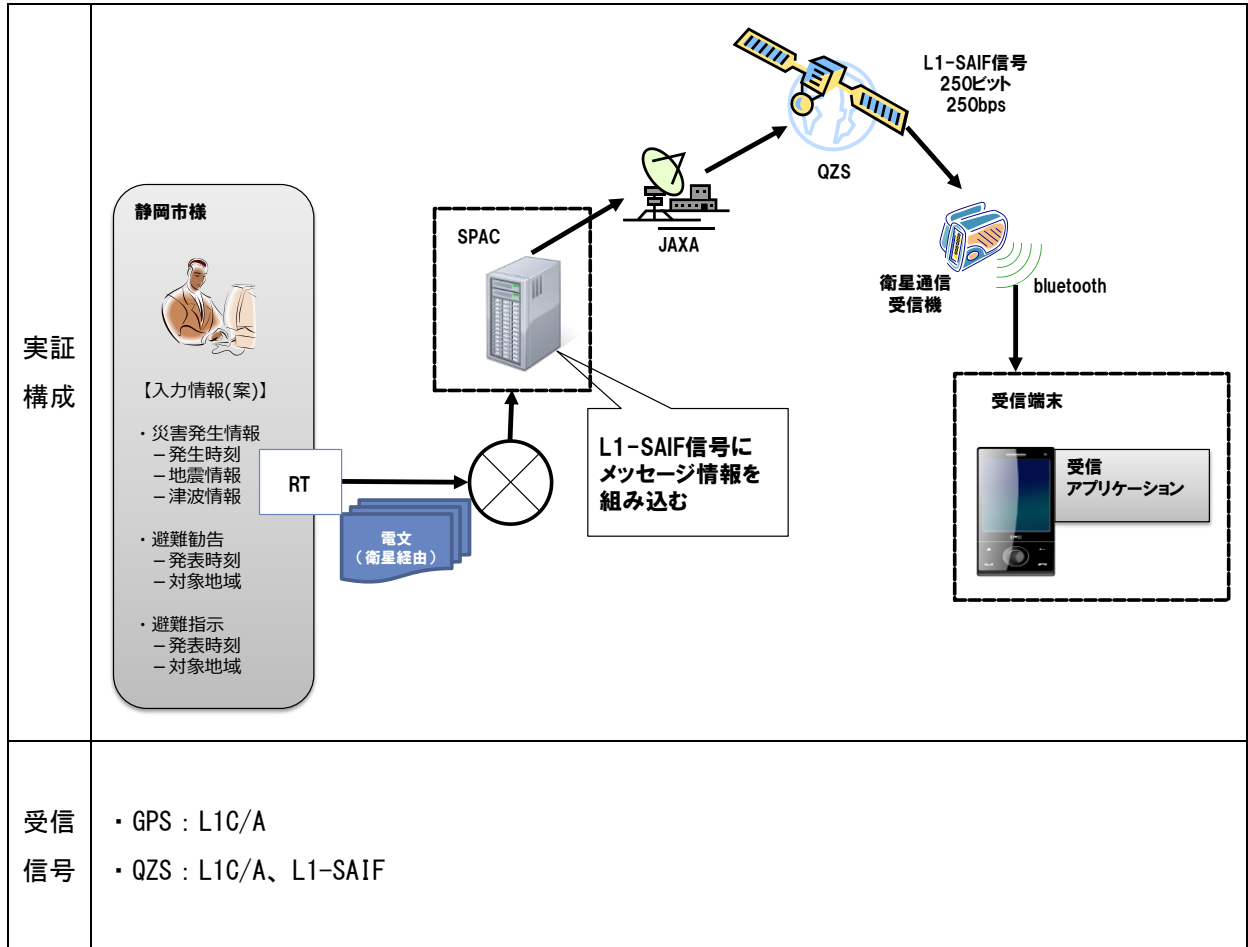 実証
構成
静岡市様
【入力情報(案)】
・災害発生情報
－発生時刻
－地震情報
－津波情報
・避難勧告
－発表時刻
－対象地域
・避難指示
－発表時刻
－対象地域
RT
電文
(衛星経由)
SPAC
L1-SAIF信号に
メッセージ情報を
組み込む
JAXA
QZS
L1-SAIF信号
250ビット
250bps
衛星通信
受信機
bluetooth
受信端末
受信
アプリケーション
受信
信号
・GPS：L1C/A
・QZS：L1C/A、L1-SAIF